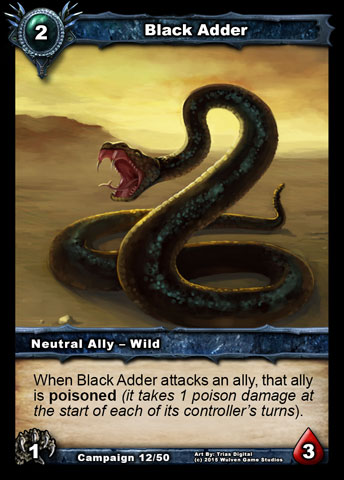 2
Black Adder
Neutral Ally – Wild
When Black Adder attacks an ally, that ally
is poisoned (it takes 1 poison damage at
the start of each of its controller's turns).
1
Campaign 12/50
Art By: Trias Digital
(c) 2015 Wulven Game Studios
3